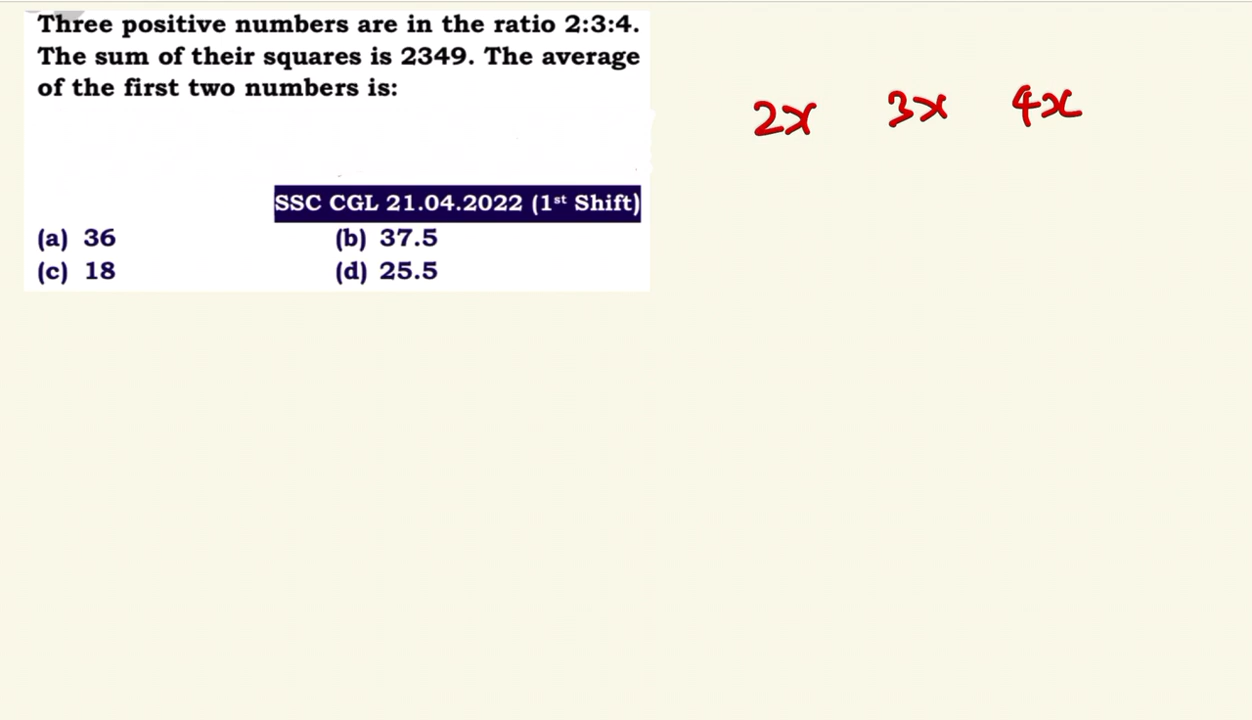 Three positive numbers are in the ratio 2:3:4.
The sum of their squares is 2349. The average
of the first two numbers is:
2x 3x 4x
SSC CGL 21.04.2022 (1st Shift)
(a) 36 (b) 37.5
(c) 18 (d) 25.5